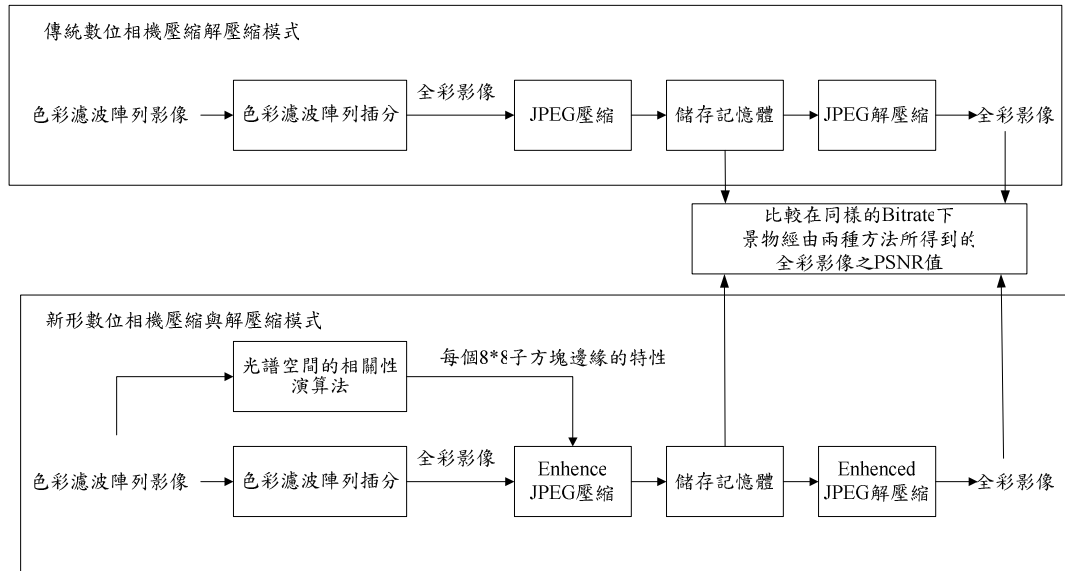 傳統數位相機壓縮解壓縮模式
色彩濾波陣列影像
色彩濾波陣列插分
全彩影像
JPEG壓縮
儲存記憶體
JPEG解壓縮
全彩影像
比較在同樣的Bitrate下
景物經由兩種方法所得到的
全彩影像之PSNR值
新形數位相機壓縮與解壓縮模式
光譜空間的相關性
演算法
每個8*8子方塊邊緣的特性
色彩濾波陣列影像
色彩濾波陣列插分
全彩影像
Enhence
JPEG壓縮
儲存記憶體
Enhenced
JPEG解壓縮
全彩影像